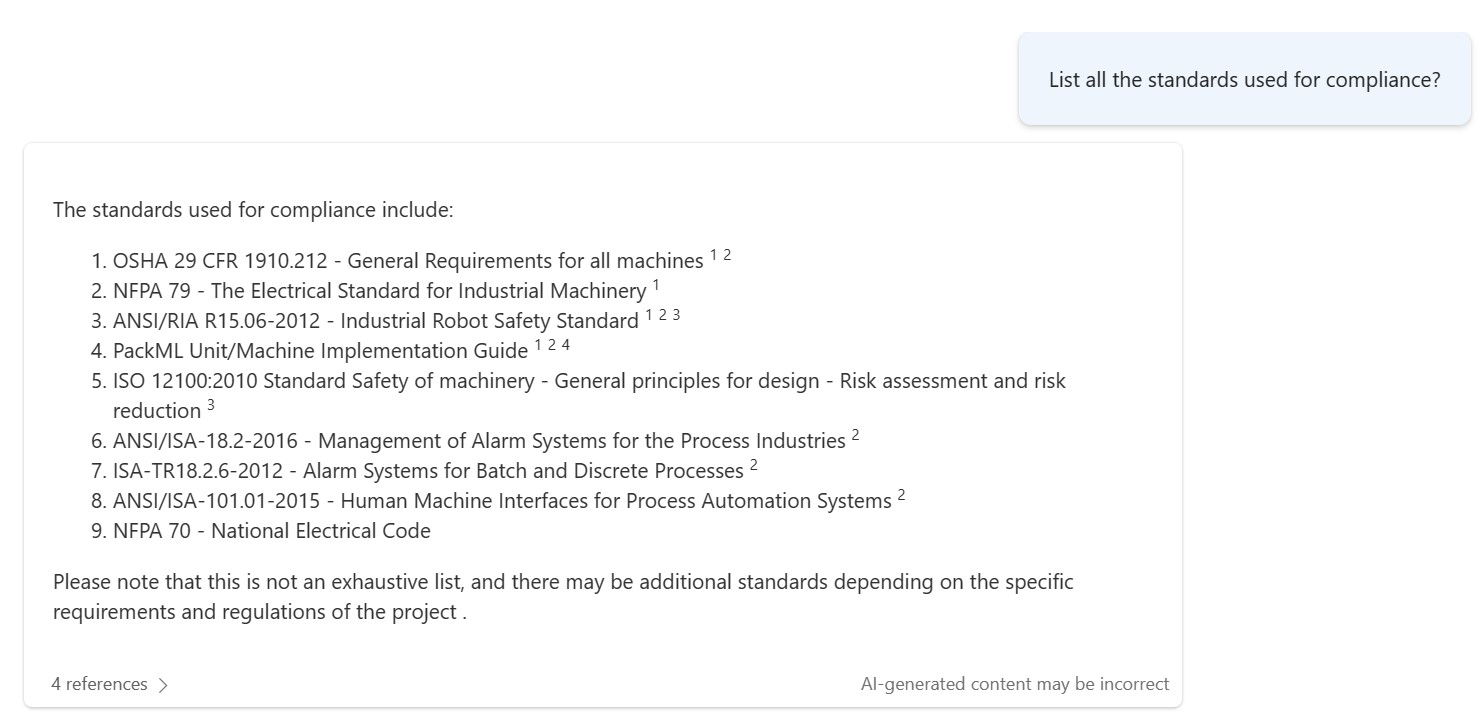 List all the standards used for compliance?
The standards used for compliance include:
1. OSHA 29 CFR 1910.212 - General Requirements for all machines 1 2
2. NFPA 79 - The Electrical Standard for Industrial Machinery 1
3. ANSI/RIA R15.06-2012 - Industrial Robot Safety Standard 1 2 3
4. PackML Unit/Machine Implementation Guide 1 2 4
5. ISO 12100:2010 Standard Safety of machinery - General principles for design - Risk assessment and risk
reduction 3
6. ANSI/ISA-18.2-2016 - Management of Alarm Systems for the Process Industries 2
7. ISA-TR18.2.6-2012 - Alarm Systems for Batch and Discrete Processes 2
8. ANSI/ISA-101.01-2015 - Human Machine Interfaces for Process Automation Systems 2
9. NFPA 70 - National Electrical Code
Please note that this is not an exhaustive list, and there may be additional standards depending on the specific
requirements and regulations of the project .
4 references
AI-generated content may be incorrect